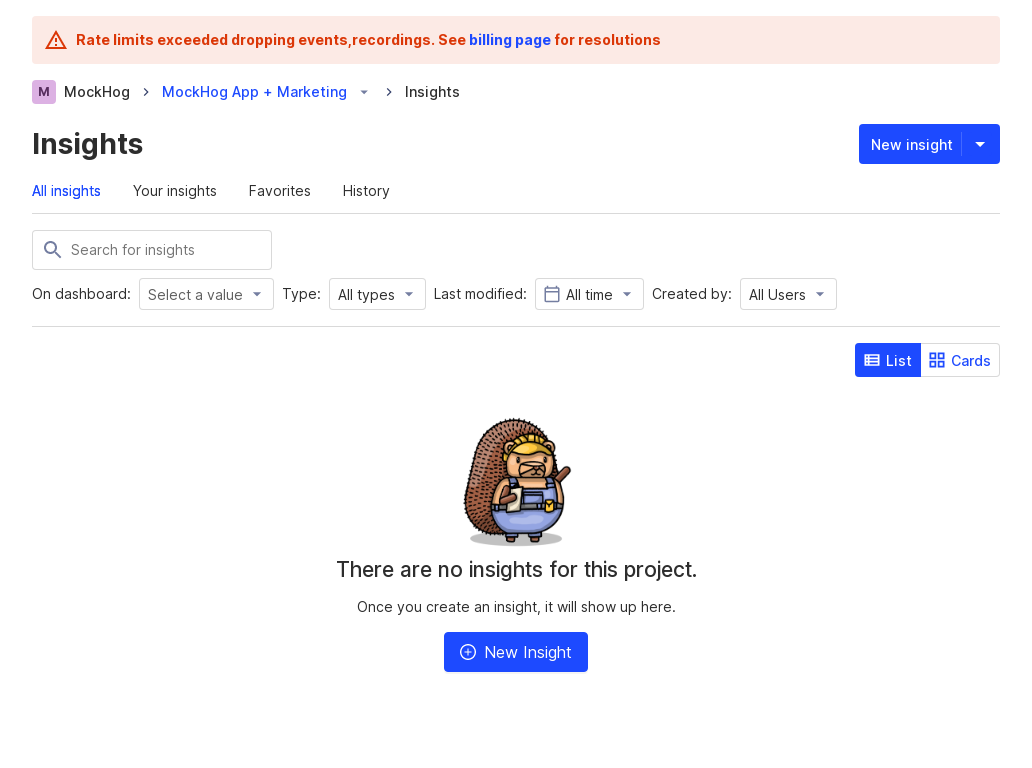 Rate limits exceeded dropping events,recordings. See billing page for resolutions
M MockHog MockHog App + Marketing Insights
Insights
New insight
All insights Your insights Favorites History
Search for insights
On dashboard: Select a value Type: All types Last modified: All time Created by: All Users
List Cards
There are no insights for this project.
Once you create an insight, it will show up here.
New Insight